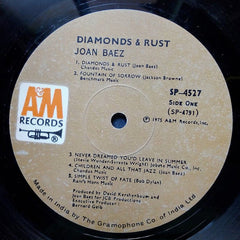 DIAMONDS & RUST
JOAN BAEZ
1. DIAMONDS & RUST (Joan Baez)
Chandos Music
2. FOUNTAIN OF SORROW (Jackson Browne)
Benchmark Music
A&M
RECORDS
SP-4527
SIDE ONE
(SP-4791)
℗ 1975 A&M Records, Inc.
3. NEVER DREAMED YOU'D LEAVE IN SUMMER
(Stevie Wonder-Syreeta Wright) Jobete Music Co. Inc.
4. CHILDREN AND ALL THAT JAZZ (Joan Baez)
Chandos Music
5. SIMPLE TWIST OF FATE (Bob Dylan)
Ram's Horn Music
Produced by David Kershenbaum and
Joan Baez for JCB Productions
Executive Producer:
Bernard Gelb
Made in India by The Gramophone Co. of India Ltd